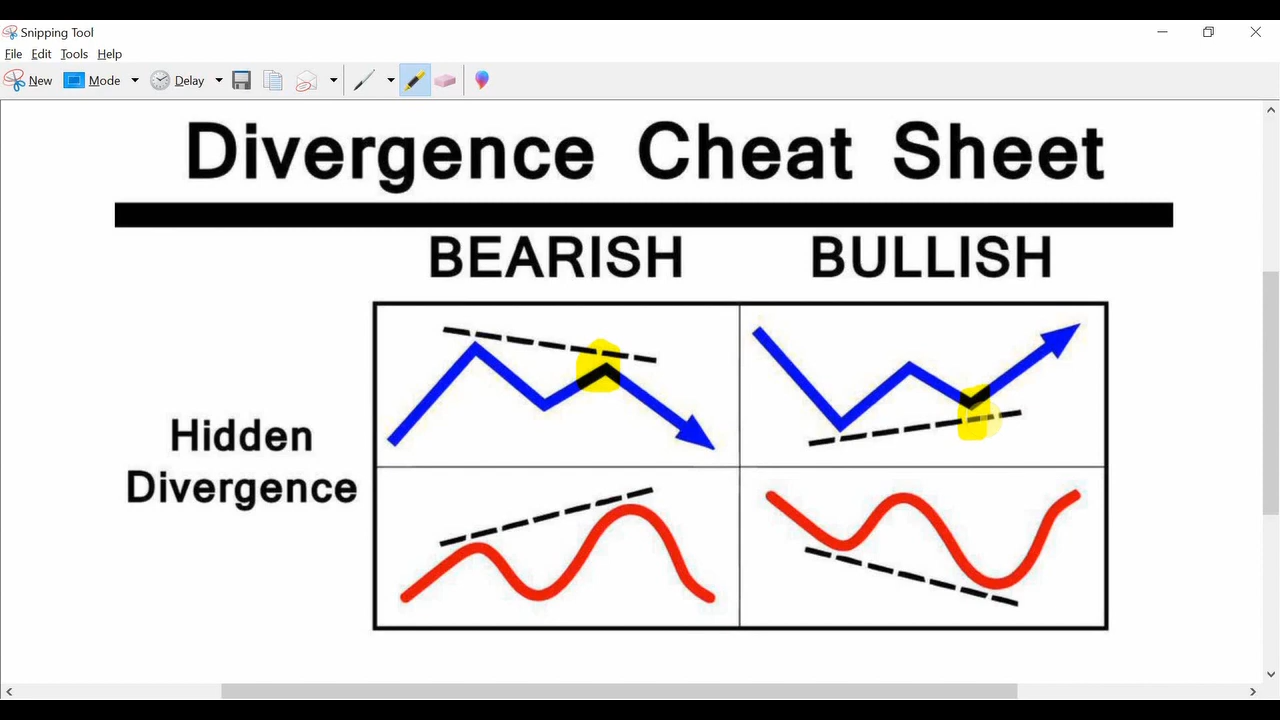 Snipping Tool
File Edit Tools Help
New Mode Delay
Divergence Cheat Sheet
BEARISH BULLISH
Hidden
Divergence